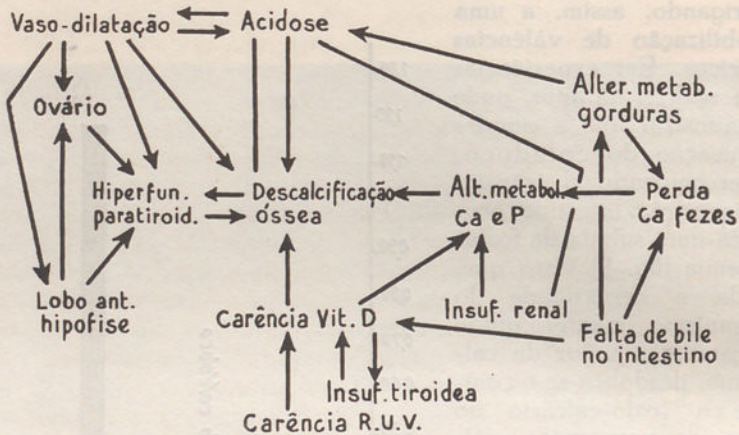 Vaso-dilatação
Acidose
Alter. metab.
gorduras
Ovário
Hiperfun.
paratiroid.
Descalcificação
óssea
Alt. metabol.
Ca e P
Perda
Ca fezes
Lobo ant.
hipofise
Carência Vit. D
Insuf. renal
Falta de bile
no intestino
Insuf. tiroidea
Carência R.U.V.